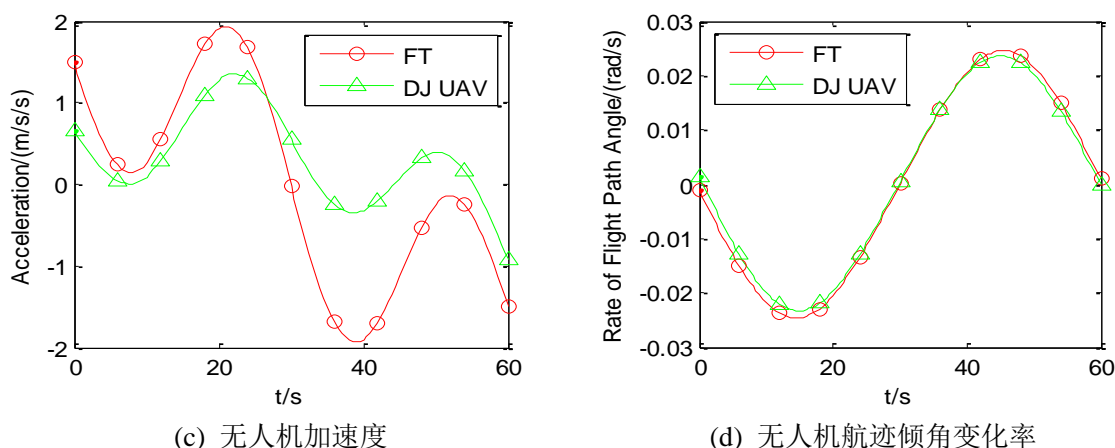 2
1
0
-1
-2
0
20
40
60
t/s
Acceleration/(m/s/s)
FT
DJ UAV
(c) 无人机加速度
0.03
0.02
0.01
0
-0.01
-0.02
-0.03
0
20
40
60
t/s
Rate of Flight Path Angle/(rad/s)
FT
DJ UAV
(d) 无人机航迹倾角变化率